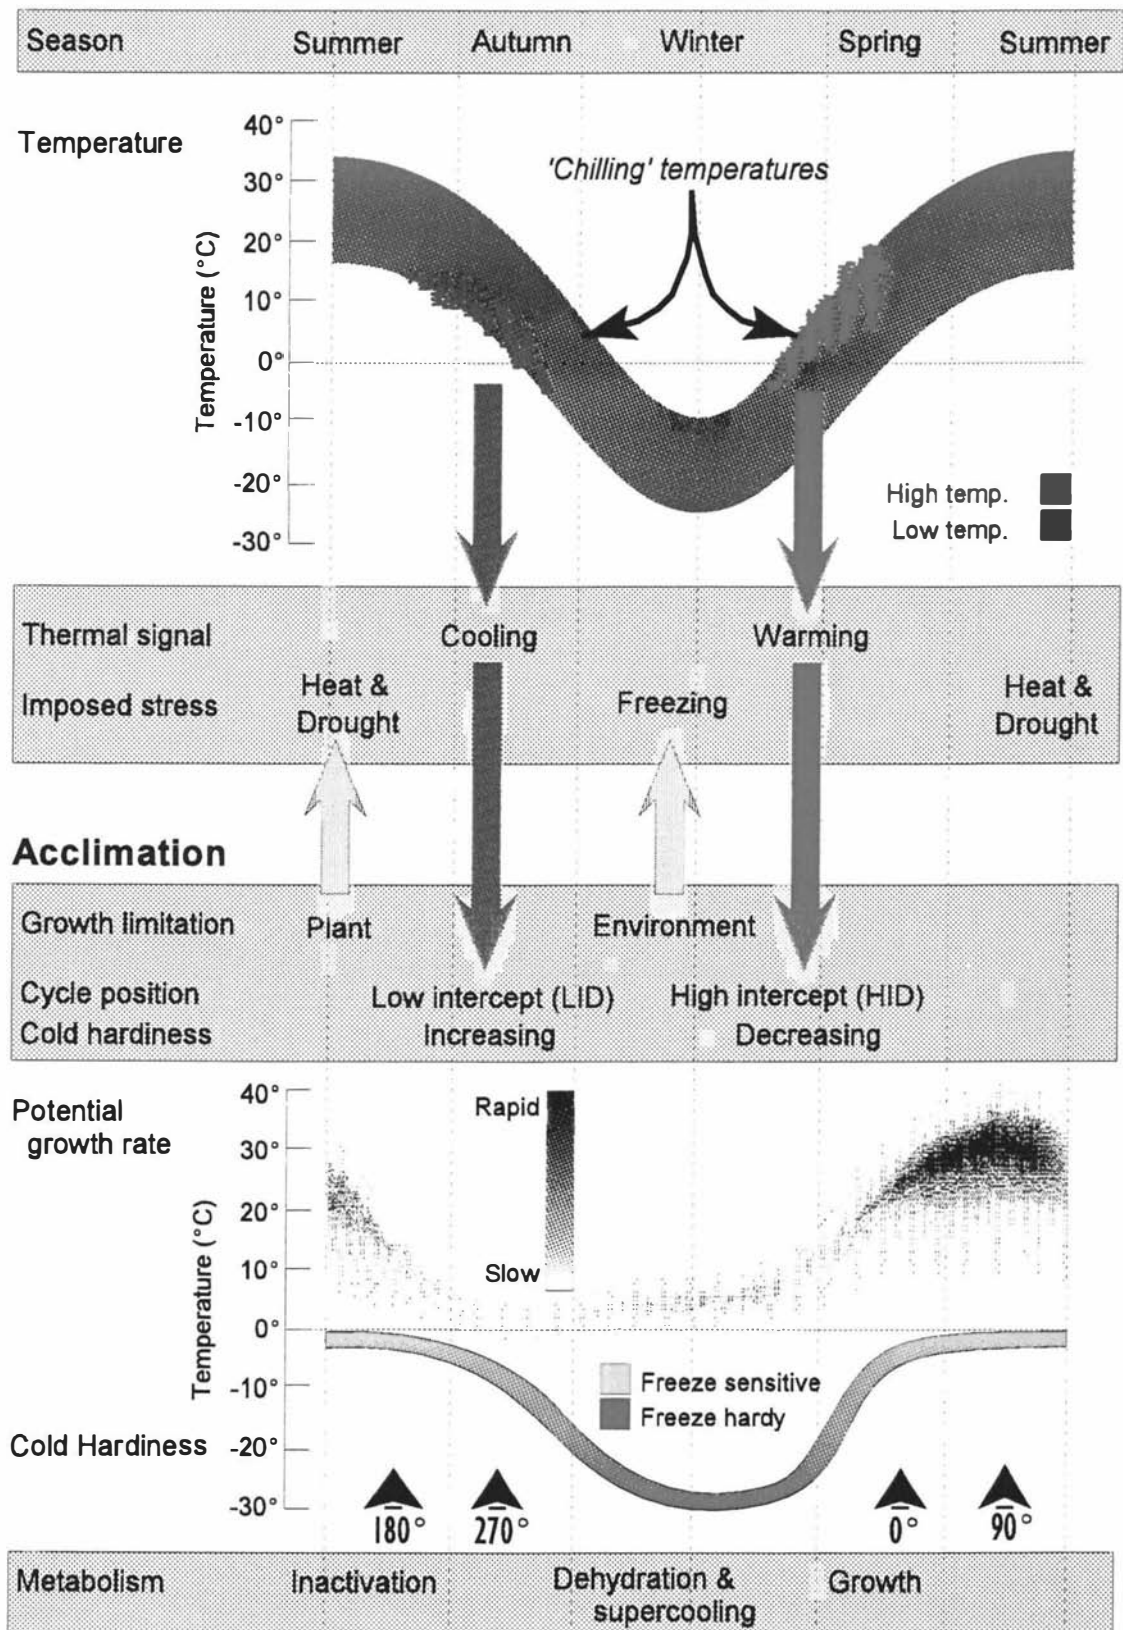 Season Summer Autumn Winter Spring Summer
Temperature
'Chilling' temperatures
Temperature (°C)
40°
30°
20°
10°
0°
-10°
-20°
-30°
High temp.
Low temp.
Thermal signal Cooling Warming
Imposed stress Heat & Drought Freezing Heat & Drought
Acclimation
Growth limitation Plant Environment
Cycle position Low intercept (LID) High intercept (HID)
Cold hardiness Increasing Decreasing
Potential
growth rate
Temperature (°C)
40°
30°
20°
10°
0°
-10°
-20°
-30°
Rapid
Slow
Freeze sensitive
Freeze hardy
Cold Hardiness
180° 270° 0° 90°
Metabolism Inactivation Dehydration & supercooling Growth